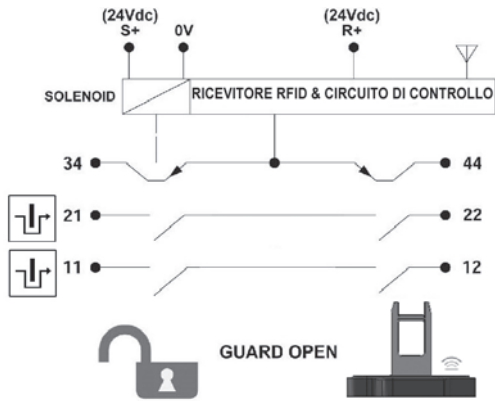 (24Vdc) (24Vdc)
S+ 0V R+
SOLENOID RICEVITORE RFID & CIRCUITO DI CONTROLLO
34 44
21 22
11 12
GUARD OPEN